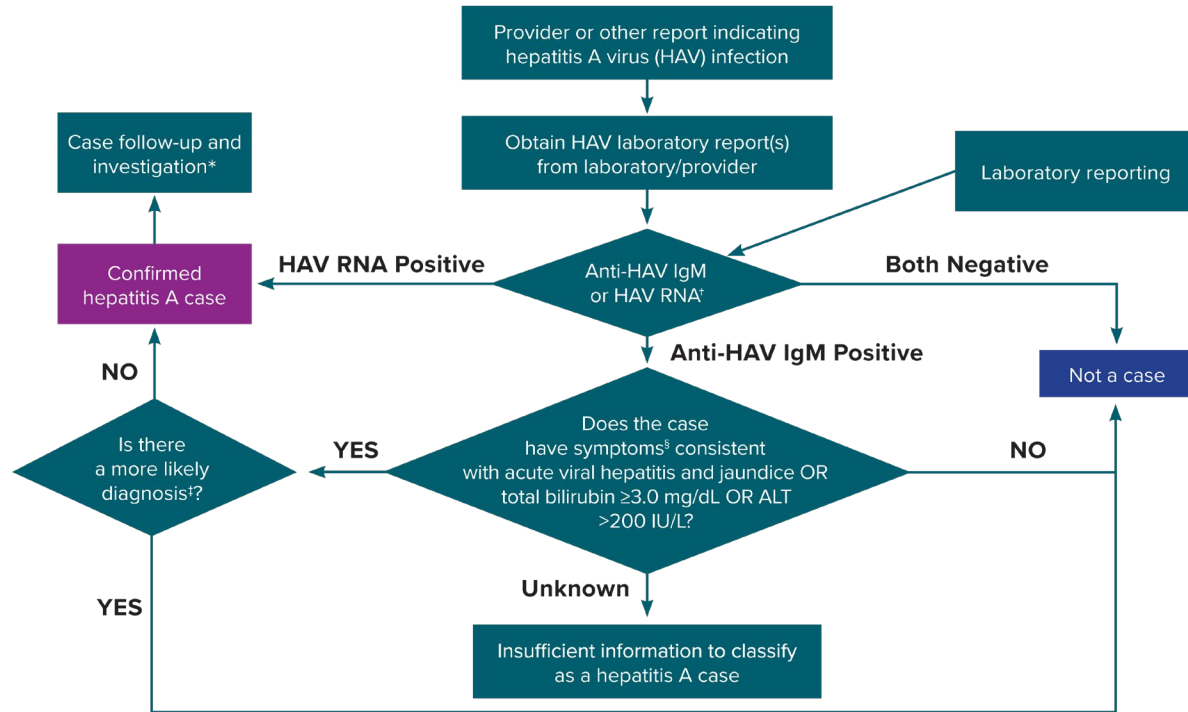 Provider or other report indicating
hepatitis A virus (HAV) infection
Case follow-up and
investigation*
Obtain HAV laboratory report(s)
from laboratory/provider
Laboratory reporting
HAV RNA Positive
Both Negative
Confirmed
hepatitis A case
Anti-HAV IgM
or HAV RNA†
Anti-HAV IgM Positive
NO
Not a case
Is there
a more likely
diagnosis‡?
YES
Does the case
have symptoms§ consistent
with acute viral hepatitis and jaundice OR
total bilirubin ≥3.0 mg/dL OR ALT
>200 IU/L?
NO
Unknown
YES
Insufficient information to classify
as a hepatitis A case